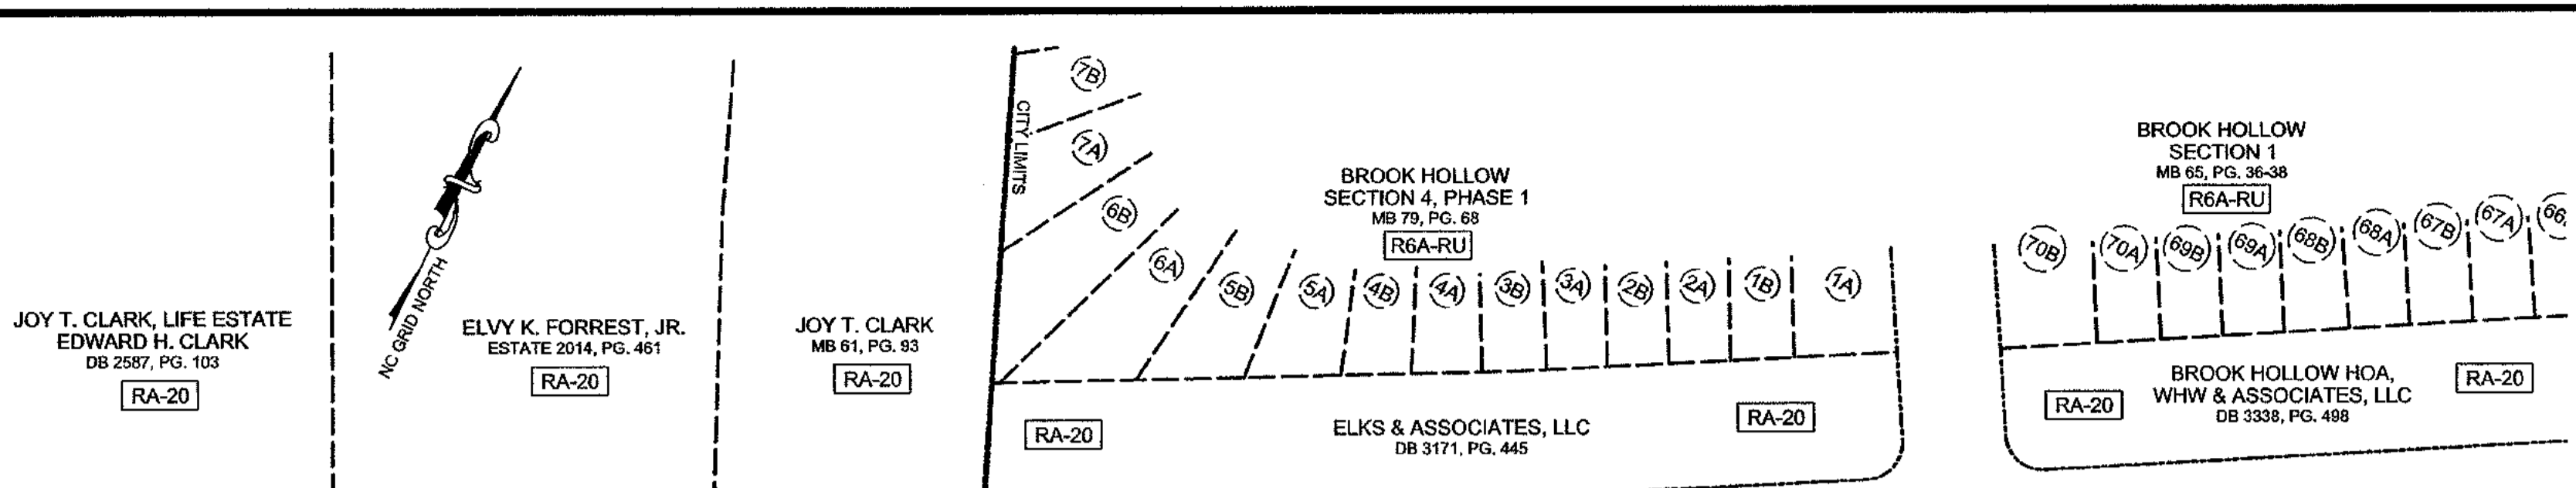 JOY T. CLARK, LIFE ESTATE
EDWARD H. CLARK
DB 2587, PG. 103
RA-20
NC GRID NORTH
ELVY K. FORREST, JR.
ESTATE 2014, PG. 461
RA-20
JOY T. CLARK
MB 61, PG. 93
RA-20
CITY LIMITS
7B
7A
6B
6A
5B
5A
4B
4A
3B
3A
2B
2A
1B
1A
BROOK HOLLOW
SECTION 4, PHASE 1
MB 79, PG. 68
R6A-RU
RA-20
ELKS & ASSOCIATES, LLC
DB 3171, PG. 445
RA-20
BROOK HOLLOW
SECTION 1
MB 65, PG. 36-38
R6A-RU
70B
70A
69B
69A
68B
68A
67B
67A
66
RA-20
BROOK HOLLOW HOA,
WHW & ASSOCIATES, LLC
DB 3338, PG. 498
RA-20